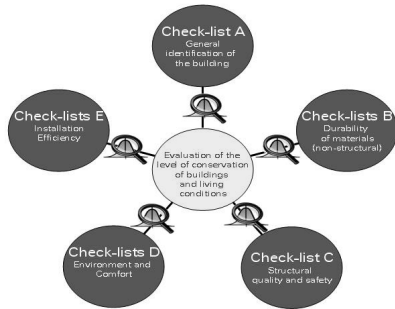 Check-list A
General
identification of
the building
Check-lists E
Installation
Efficiency
Check-lists B
Durability
of materials
(non-structural)
Evaluation of the
level of conservation
of buildings
and living
conditions
Check-lists D
Environment and
Comfort
Check-list C
Structural
quality and safety